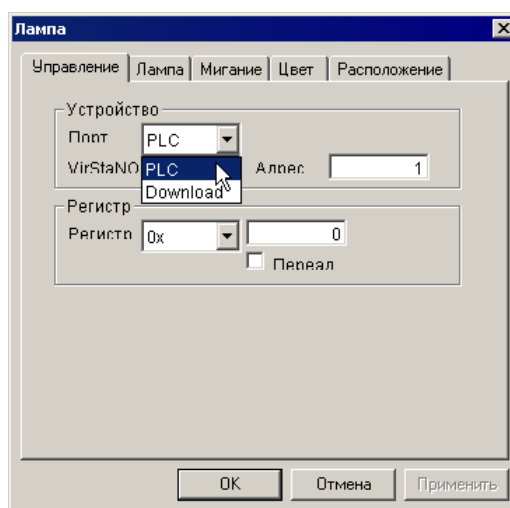 Лампа
Управление Лампа Мигание Цвет Расположение
Устройство
Порт PLC
VirStaNO PLC Адрес 1
Download
Регистр
Регистр 0x 0
OK Отмена Применить